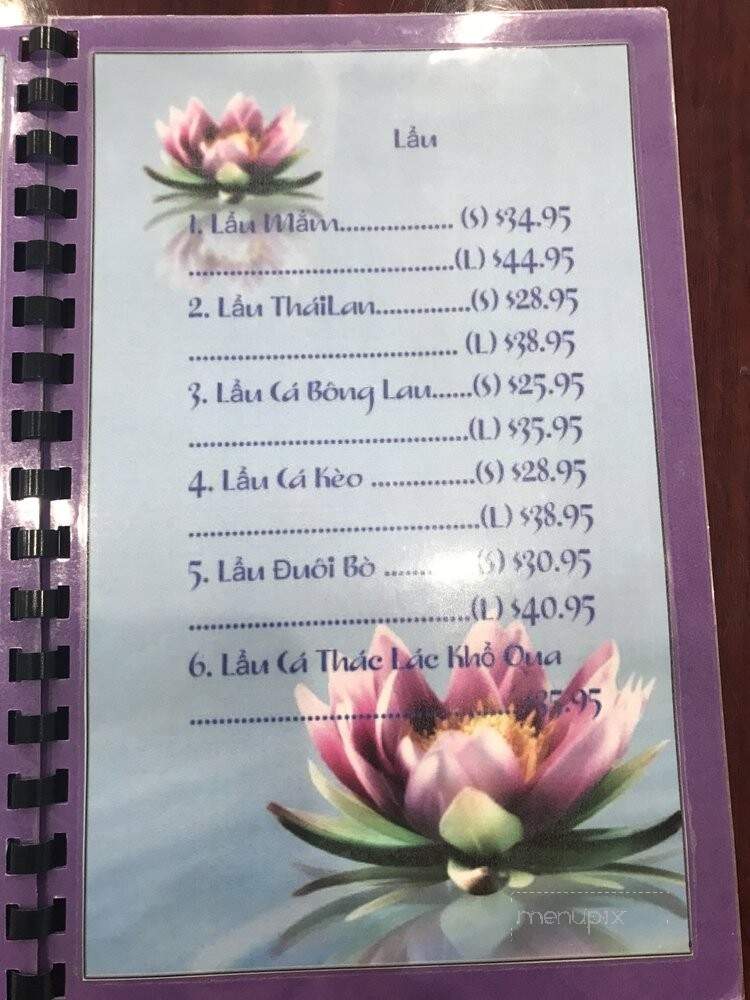 Lẩu
1. Lẩu Mắm................. (S) $34.95
........................................(L) $44.95
2. Lẩu TháiLan..............(S) $28.95
........................................ (L) $38.95
3. Lẩu Cá Bông Lau......(S) $25.95
..........................................(L) $35.95
4. Lẩu Cá Kèo ...............(S) $28.95
...........................................(L) $38.95
5. Lẩu Đuôi Bò ....... (S) $30.95
..........................................(L) $40.95
6. Lẩu Cá Thác Lác Khổ Qua
................................................ $35.95
menupix